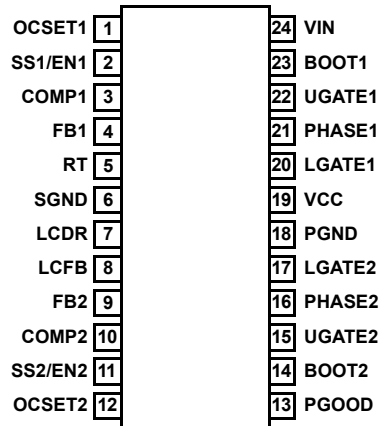 OCSET1 1 24 VIN
SS1/EN1 2 23 BOOT1
COMP1 3 22 UGATE1
FB1 4 21 PHASE1
RT 5 20 LGATE1
SGND 6 19 VCC
LCDR 7 18 PGND
LCFB 8 17 LGATE2
FB2 9 16 PHASE2
COMP2 10 15 UGATE2
SS2/EN2 11 14 BOOT2
OCSET2 12 13 PGOOD